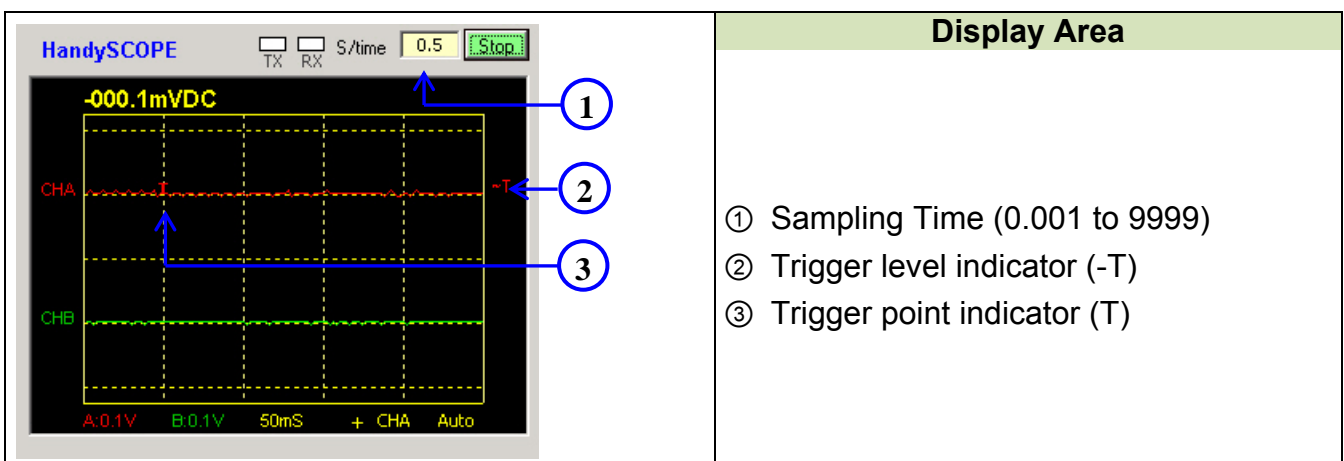 Display Area
HandySCOPE
TX RX
S/time 0.5 Stop
-000.1mVDC
1
CHA
T
~T
2
3
CHB
A:0.1V B:0.1V 50mS + CHA Auto
① Sampling Time (0.001 to 9999)
② Trigger level indicator (-T)
③ Trigger point indicator (T)